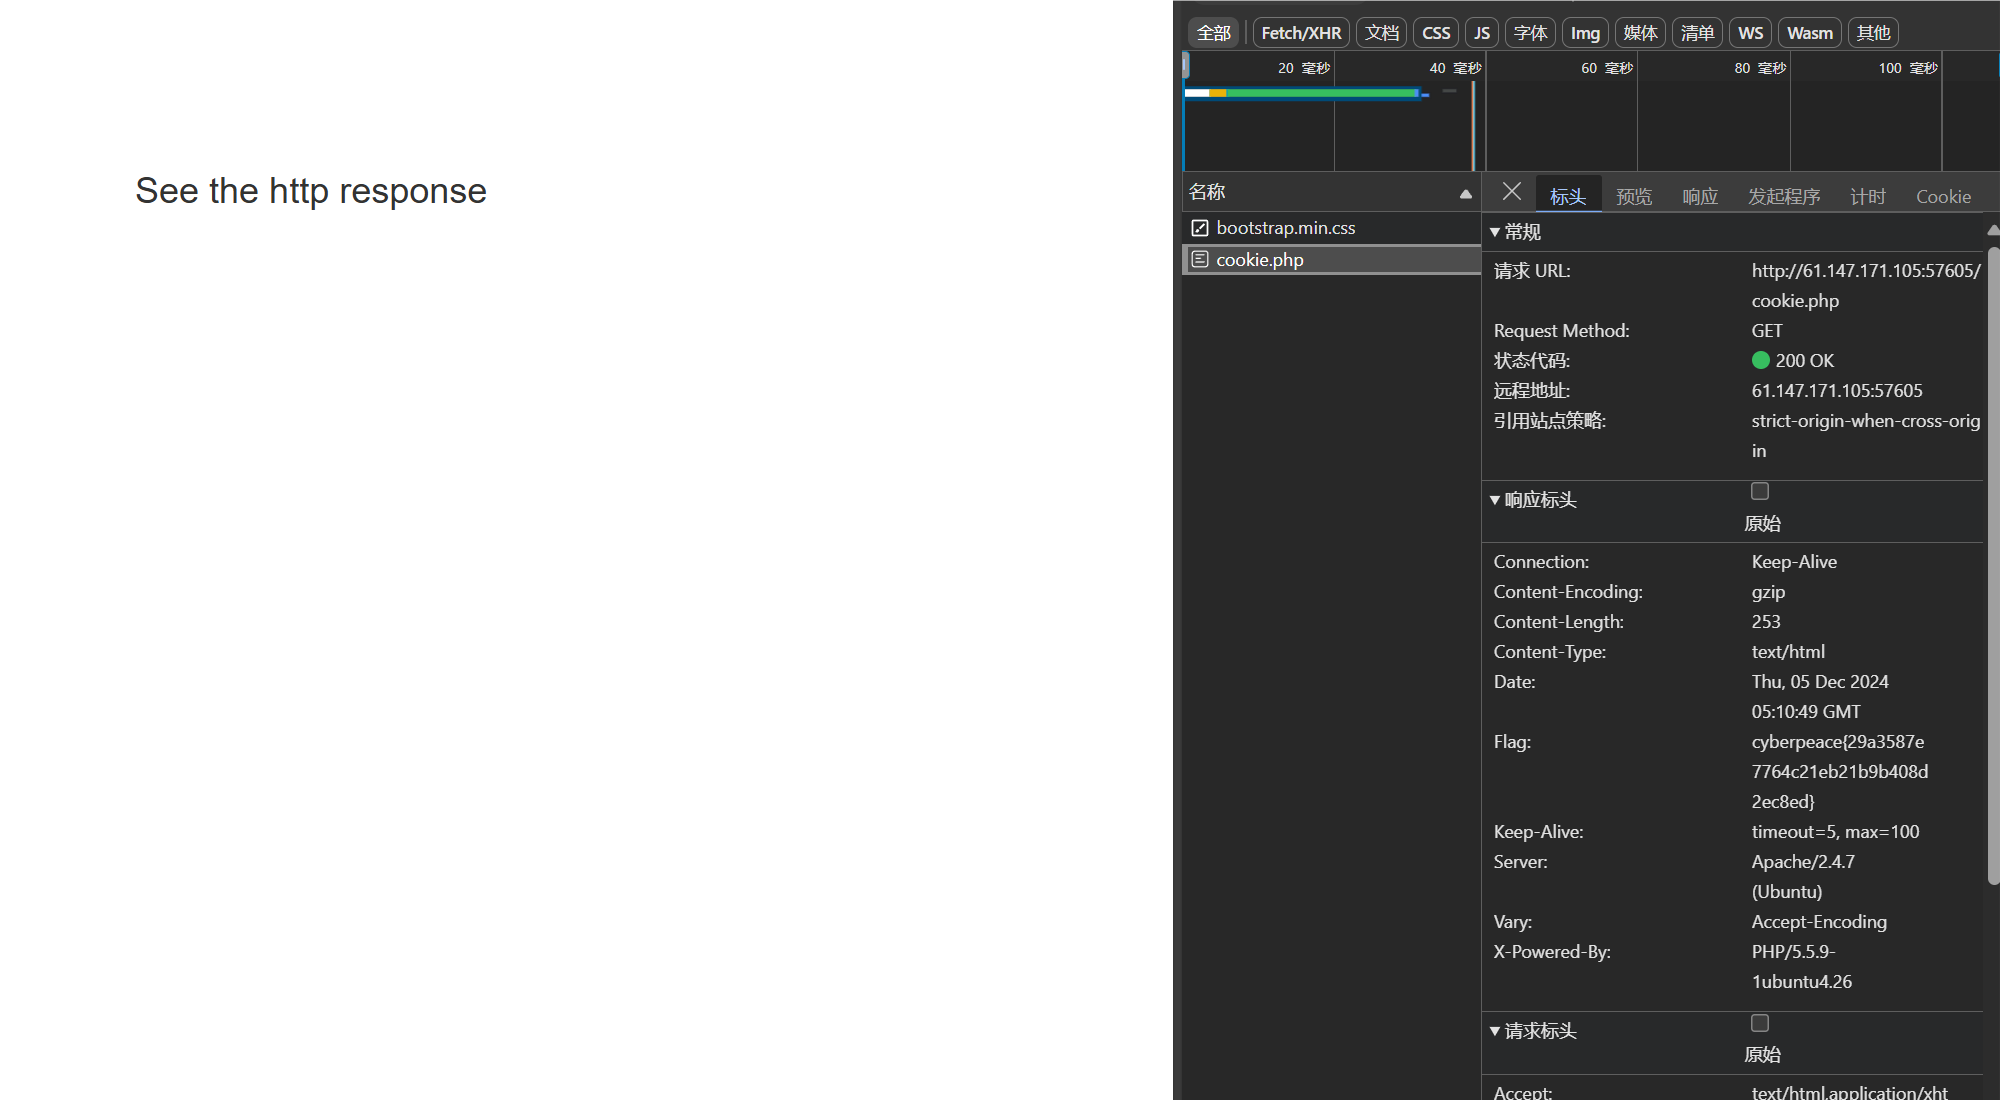 See the http response
全部 Fetch/XHR 文档 CSS JS 字体 Img 媒体 清单 WS Wasm 其他
20 毫秒 40 毫秒 60 毫秒 80 毫秒 100 毫秒
名称
bootstrap.min.css
cookie.php
标头 预览 响应 发起程序 计时 Cookie
常规
请求 URL: http://61.147.171.105:57605/
cookie.php
Request Method: GET
状态代码: 200 OK
远程地址: 61.147.171.105:57605
引用站点策略: strict-origin-when-cross-orig
in
响应标头
原始
Connection: Keep-Alive
Content-Encoding: gzip
Content-Length: 253
Content-Type: text/html
Date: Thu, 05 Dec 2024
05:10:49 GMT
Flag: cyberpeace{29a3587e
7764c21eb21b9b408d
2ec8ed}
Keep-Alive: timeout=5, max=100
Server: Apache/2.4.7
(Ubuntu)
Vary: Accept-Encoding
X-Powered-By: PHP/5.5.9-
1ubuntu4.26
请求标头
原始
Accept: text/html,application/xht